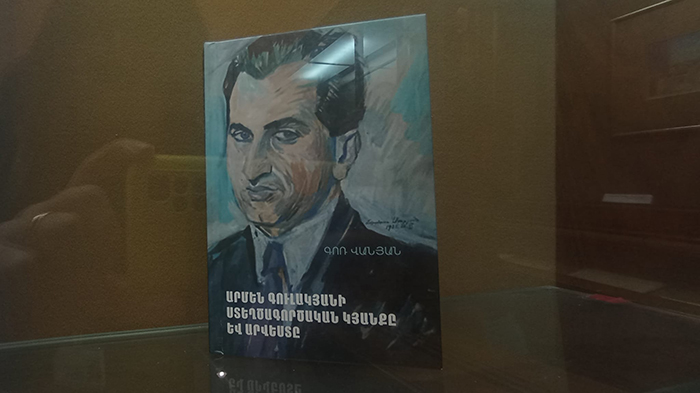 ԳՈՌ ՎԱՆՅԱՆ
ԱՐՄԵՆ ԳՈՒԼԱԿՅԱՆԻ
ՍՏԵՂԾԱԳՈՐԾԱԿԱՆ ԿՅԱՆՔԸ
ԵՎ ԱՐՎԵՍՏԸ